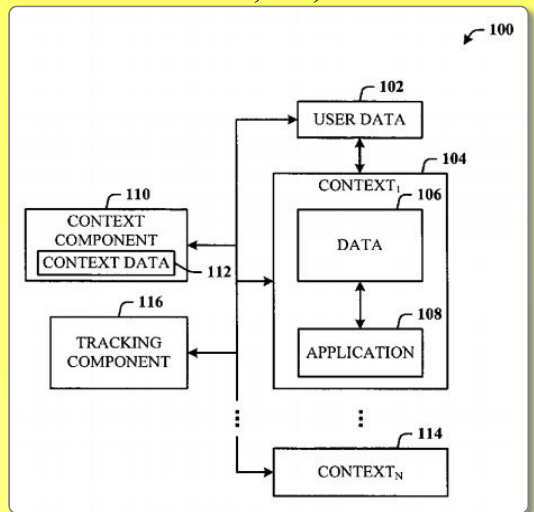 100
102
USER DATA
104
CONTEXT₁
106
DATA
108
APPLICATION
110
CONTEXT
COMPONENT
CONTEXT DATA
112
116
TRACKING
COMPONENT
114
CONTEXT_N